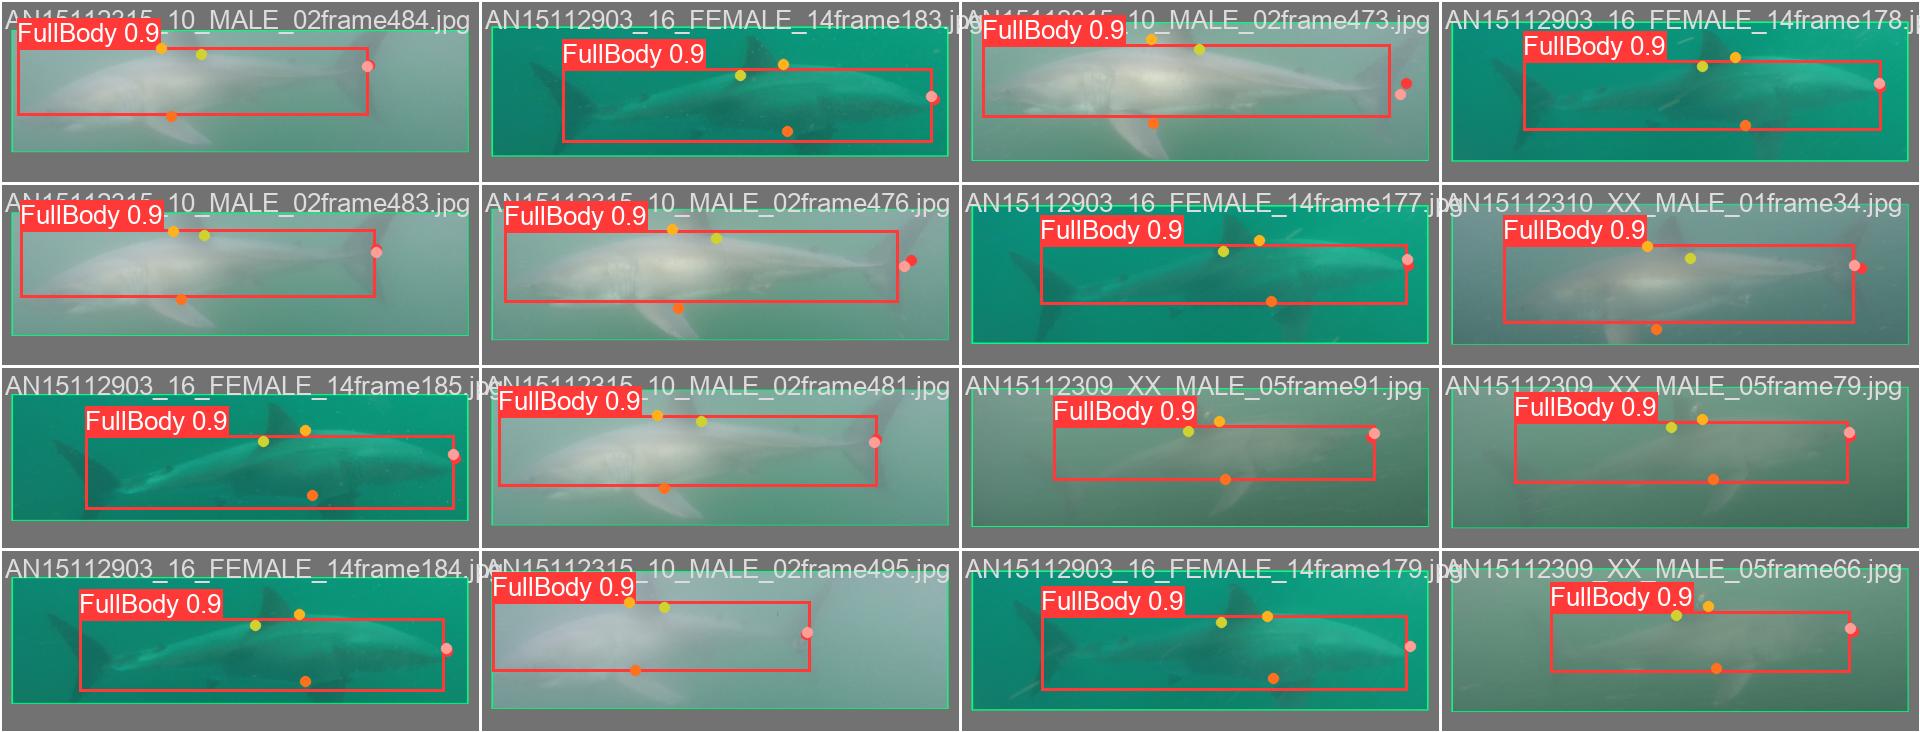 AN15112315_10_MALE_02frame484.jpg
FullBody 0.9
AN15112903_16_FEMALE_14frame183.jpg
FullBody 0.9
AN15112315_10_MALE_02frame473.jpg
FullBody 0.9
AN15112903_16_FEMALE_14frame178.jpg
FullBody 0.9
AN15112315_10_MALE_02frame483.jpg
FullBody 0.9
AN15112315_10_MALE_02frame476.jpg
FullBody 0.9
AN15112903_16_FEMALE_14frame177.jpg
FullBody 0.9
AN15112310_XX_MALE_01frame34.jpg
FullBody 0.9
AN15112903_16_FEMALE_14frame185.jpg
FullBody 0.9
AN15112315_10_MALE_02frame481.jpg
FullBody 0.9
AN15112309_XX_MALE_05frame91.jpg
FullBody 0.9
AN15112309_XX_MALE_05frame79.jpg
FullBody 0.9
AN15112903_16_FEMALE_14frame184.jpg
FullBody 0.9
AN15112315_10_MALE_02frame495.jpg
FullBody 0.9
AN15112903_16_FEMALE_14frame179.jpg
FullBody 0.9
AN15112309_XX_MALE_05frame66.jpg
FullBody 0.9